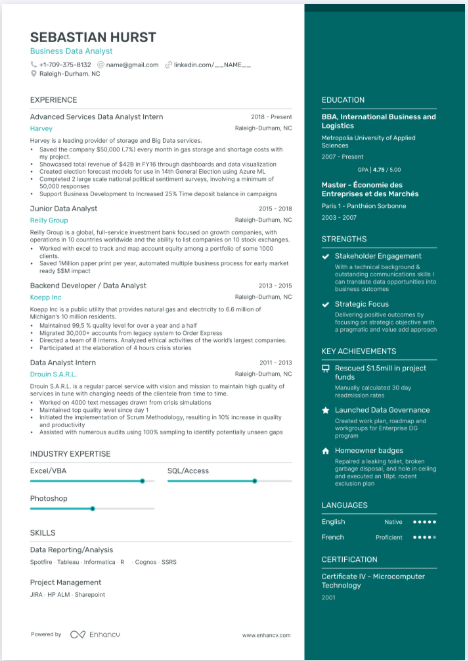 SEBASTIAN HURST
Business Data Analyst
+1-709-375-8132 name@gmail.com linkedin.com/__NAME__
Raleigh-Durham, NC
EXPERIENCE
Advanced Services Data Analyst Intern 2018 - Present
Harvey Raleigh-Durham, NC
Harvey is a leading provider of storage and Big Data services.
• Saved the company $50,000 (.7%) every month in gas storage and shortage costs with
my project.
• Showcased total revenue of $42B in FY16 through dashboards and data visualization
• Created election forecast models for use in 14th General Election using Azure ML
• Completed 2 large scale national political sentiment surveys, involving a minimum of
50,000 responses
• Support Business Development to Increased 25% Time deposit balance in campaigns
Junior Data Analyst 2015 - 2018
Reilly Group Raleigh-Durham, NC
Reilly Group is a global, full-service investment bank focused on growth companies, with
operations in 10 countries worldwide and the ability to list companies on 10 stock exchanges.
• Worked with excel to track and map account equity among a portfolio of some 1000
clients.
• Saved 1Million paper print per year, automated multiple business process for early market
ready $5M impact
Backend Developer / Data Analyst 2013 - 2015
Koepp Inc Raleigh-Durham, NC
Koepp Inc is a public utility that provides natural gas and electricity to 6.6 million of
Michigan's 10 million residents.
• Maintained 99,5 % quality level for over a year and a half
• Migrated 30,000+ accounts from legacy system to Order Express
• Directed a team of 8 interns. Analyzed activities of the world's largest companies.
• Participated at the elaboration of 4 hours crisis stories
Data Analyst Intern 2011 - 2013
Drouin S.A.R.L. Raleigh-Durham, NC
Drouin S.A.R.L. is a regular parcel service with vision and mission to maintain high quality of
services in tune with changing needs of the clientele from time to time.
• Worked on 4000 text messages drawn from crisis simulations
• Maintained top quality level since day 1
• Initiated the implementation of Scrum Methodology, resulting in 10% increase in quality
and productivity
• Assisted with numerous audits using 100% sampling to identify potentially unseen gaps
INDUSTRY EXPERTISE
Excel/VBA SQL/Access
Photoshop
SKILLS
Data Reporting/Analysis
Spotfire · Tableau · Informatica · R · Cognos · SSRS
Project Management
JIRA · HP ALM · Sharepoint
Powered by Enhancv www.enhancv.com
EDUCATION
BBA, International Business and
Logistics
Metropolia University of Applied
Sciences
2007 - Present
GPA 4.75 / 5.00
Master - Économie des
Entreprises et des Marchés
Paris 1 - Panthéon Sorbonne
2003 - 2007
STRENGTHS
Stakeholder Engagement
With a technical background &
outstanding communications skills I
can translate data opportunities into
business outcomes
Strategic Focus
Delivering positive outcomes by
focusing on strategic objective with
a pragmatic and value add approach
KEY ACHIEVEMENTS
Rescued $1.5mill in project
funds
Manually calculated 30 day
readmission rates
Launched Data Governance
Created work plan, roadmap and
workgroups for Enterprise DG
program
Homeowner badges
Repaired a leaking toilet, broken
garbage disposal, and hole in ceiling
and executed an 18pt. rodent
exclusion plan
LANGUAGES
English Native
French Proficient
CERTIFICATION
Certificate IV - Microcomputer
Technology
2001